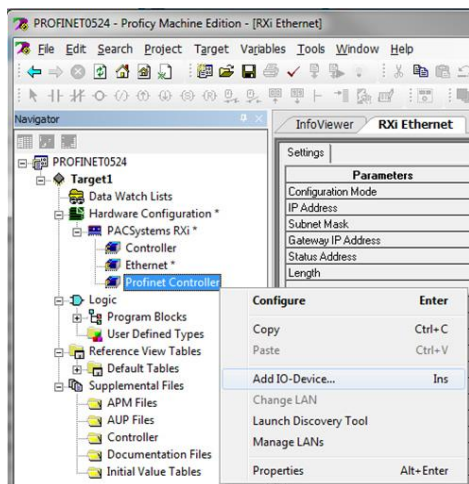 PROFINET0524 - Proficy Machine Edition - [RXi Ethernet]
File Edit Search Project Target Variables Tools Window Help
Navigator
InfoViewer RXi Ethernet
Settings
Parameters
Configuration Mode
IP Address
Subnet Mask
Gateway IP Address
Status Address
Length
PROFINET0524
Target1
Data Watch Lists
Hardware Configuration *
PACSystems RXi *
Controller
Ethernet *
Profinet Controller
Logic
Program Blocks
User Defined Types
Reference View Tables
Default Tables
Supplemental Files
APM Files
AUP Files
Controller
Documentation Files
Initial Value Tables
Configure Enter
Copy Ctrl+C
Paste Ctrl+V
Add IO-Device... Ins
Change LAN
Launch Discovery Tool
Manage LANs
Properties Alt+Enter